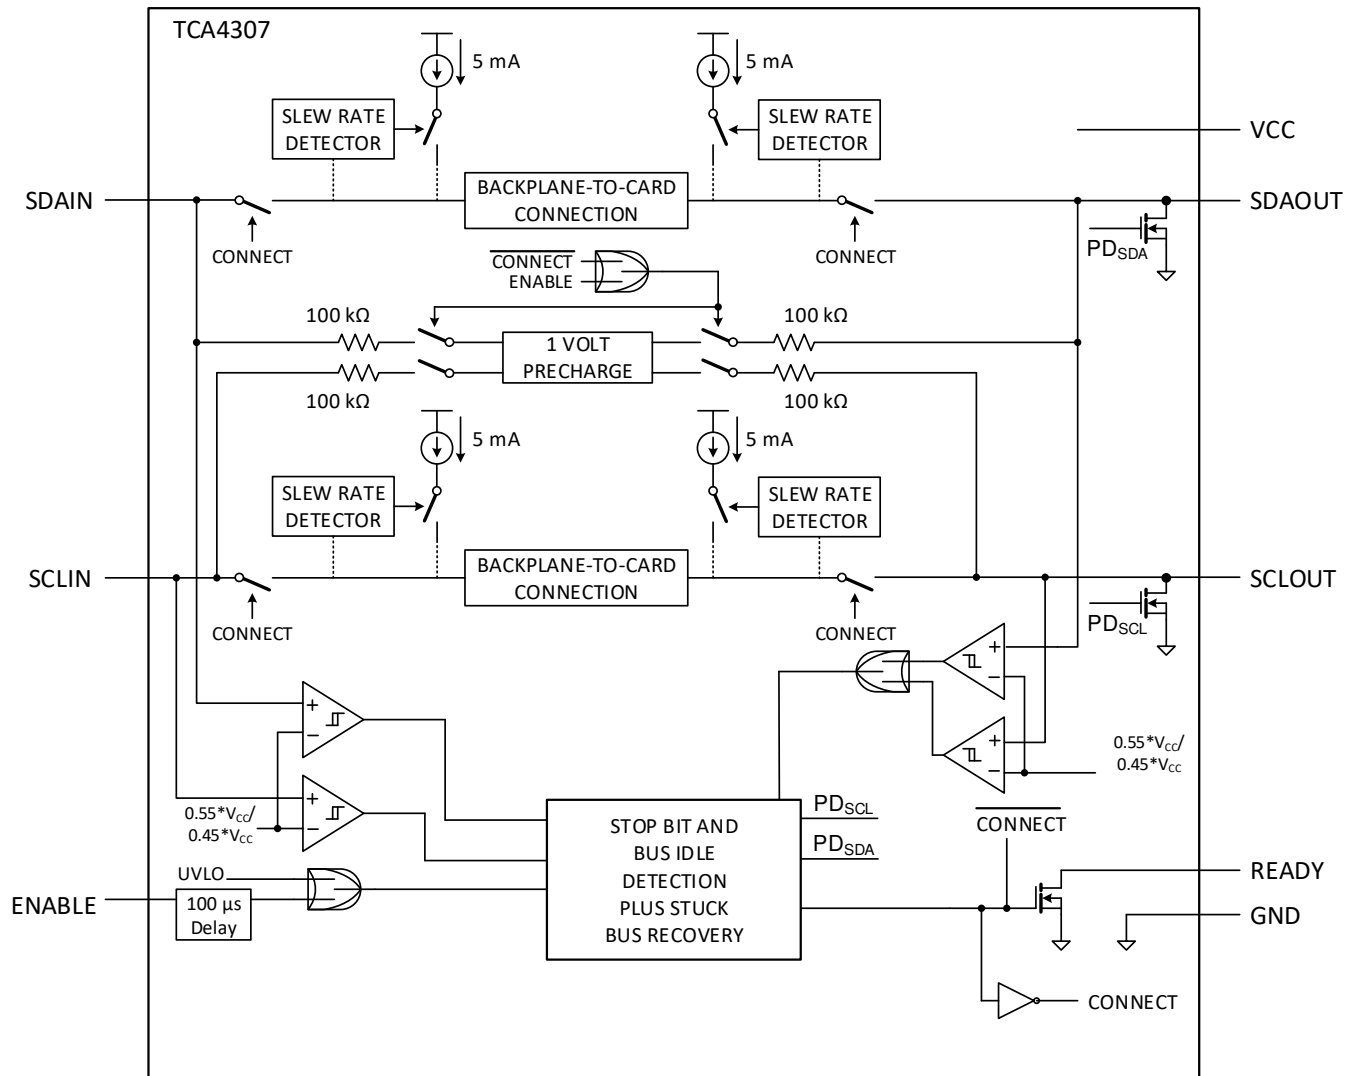 TCA4307
5 mA
5 mA
SLEW RATE
DETECTOR
SLEW RATE
DETECTOR
VCC
SDAIN
BACKPLANE-TO-CARD
CONNECTION
SDAOUT
CONNECT
CONNECT
PDSDA
CONNECT
ENABLE
100 kΩ
100 kΩ
1 VOLT
PRECHARGE
100 kΩ
100 kΩ
5 mA
5 mA
SLEW RATE
DETECTOR
SLEW RATE
DETECTOR
SCLIN
BACKPLANE-TO-CARD
CONNECTION
SCLOUT
CONNECT
CONNECT
PDSCL
+
−
+
−
+
−
+
−
0.55*VCC/
0.45*VCC
0.55*VCC/
0.45*VCC
STOP BIT AND
BUS IDLE
DETECTION
PLUS STUCK
BUS RECOVERY
PDSCL
PDSDA
CONNECT
UVLO
ENABLE
100 µs
Delay
READY
GND
CONNECT